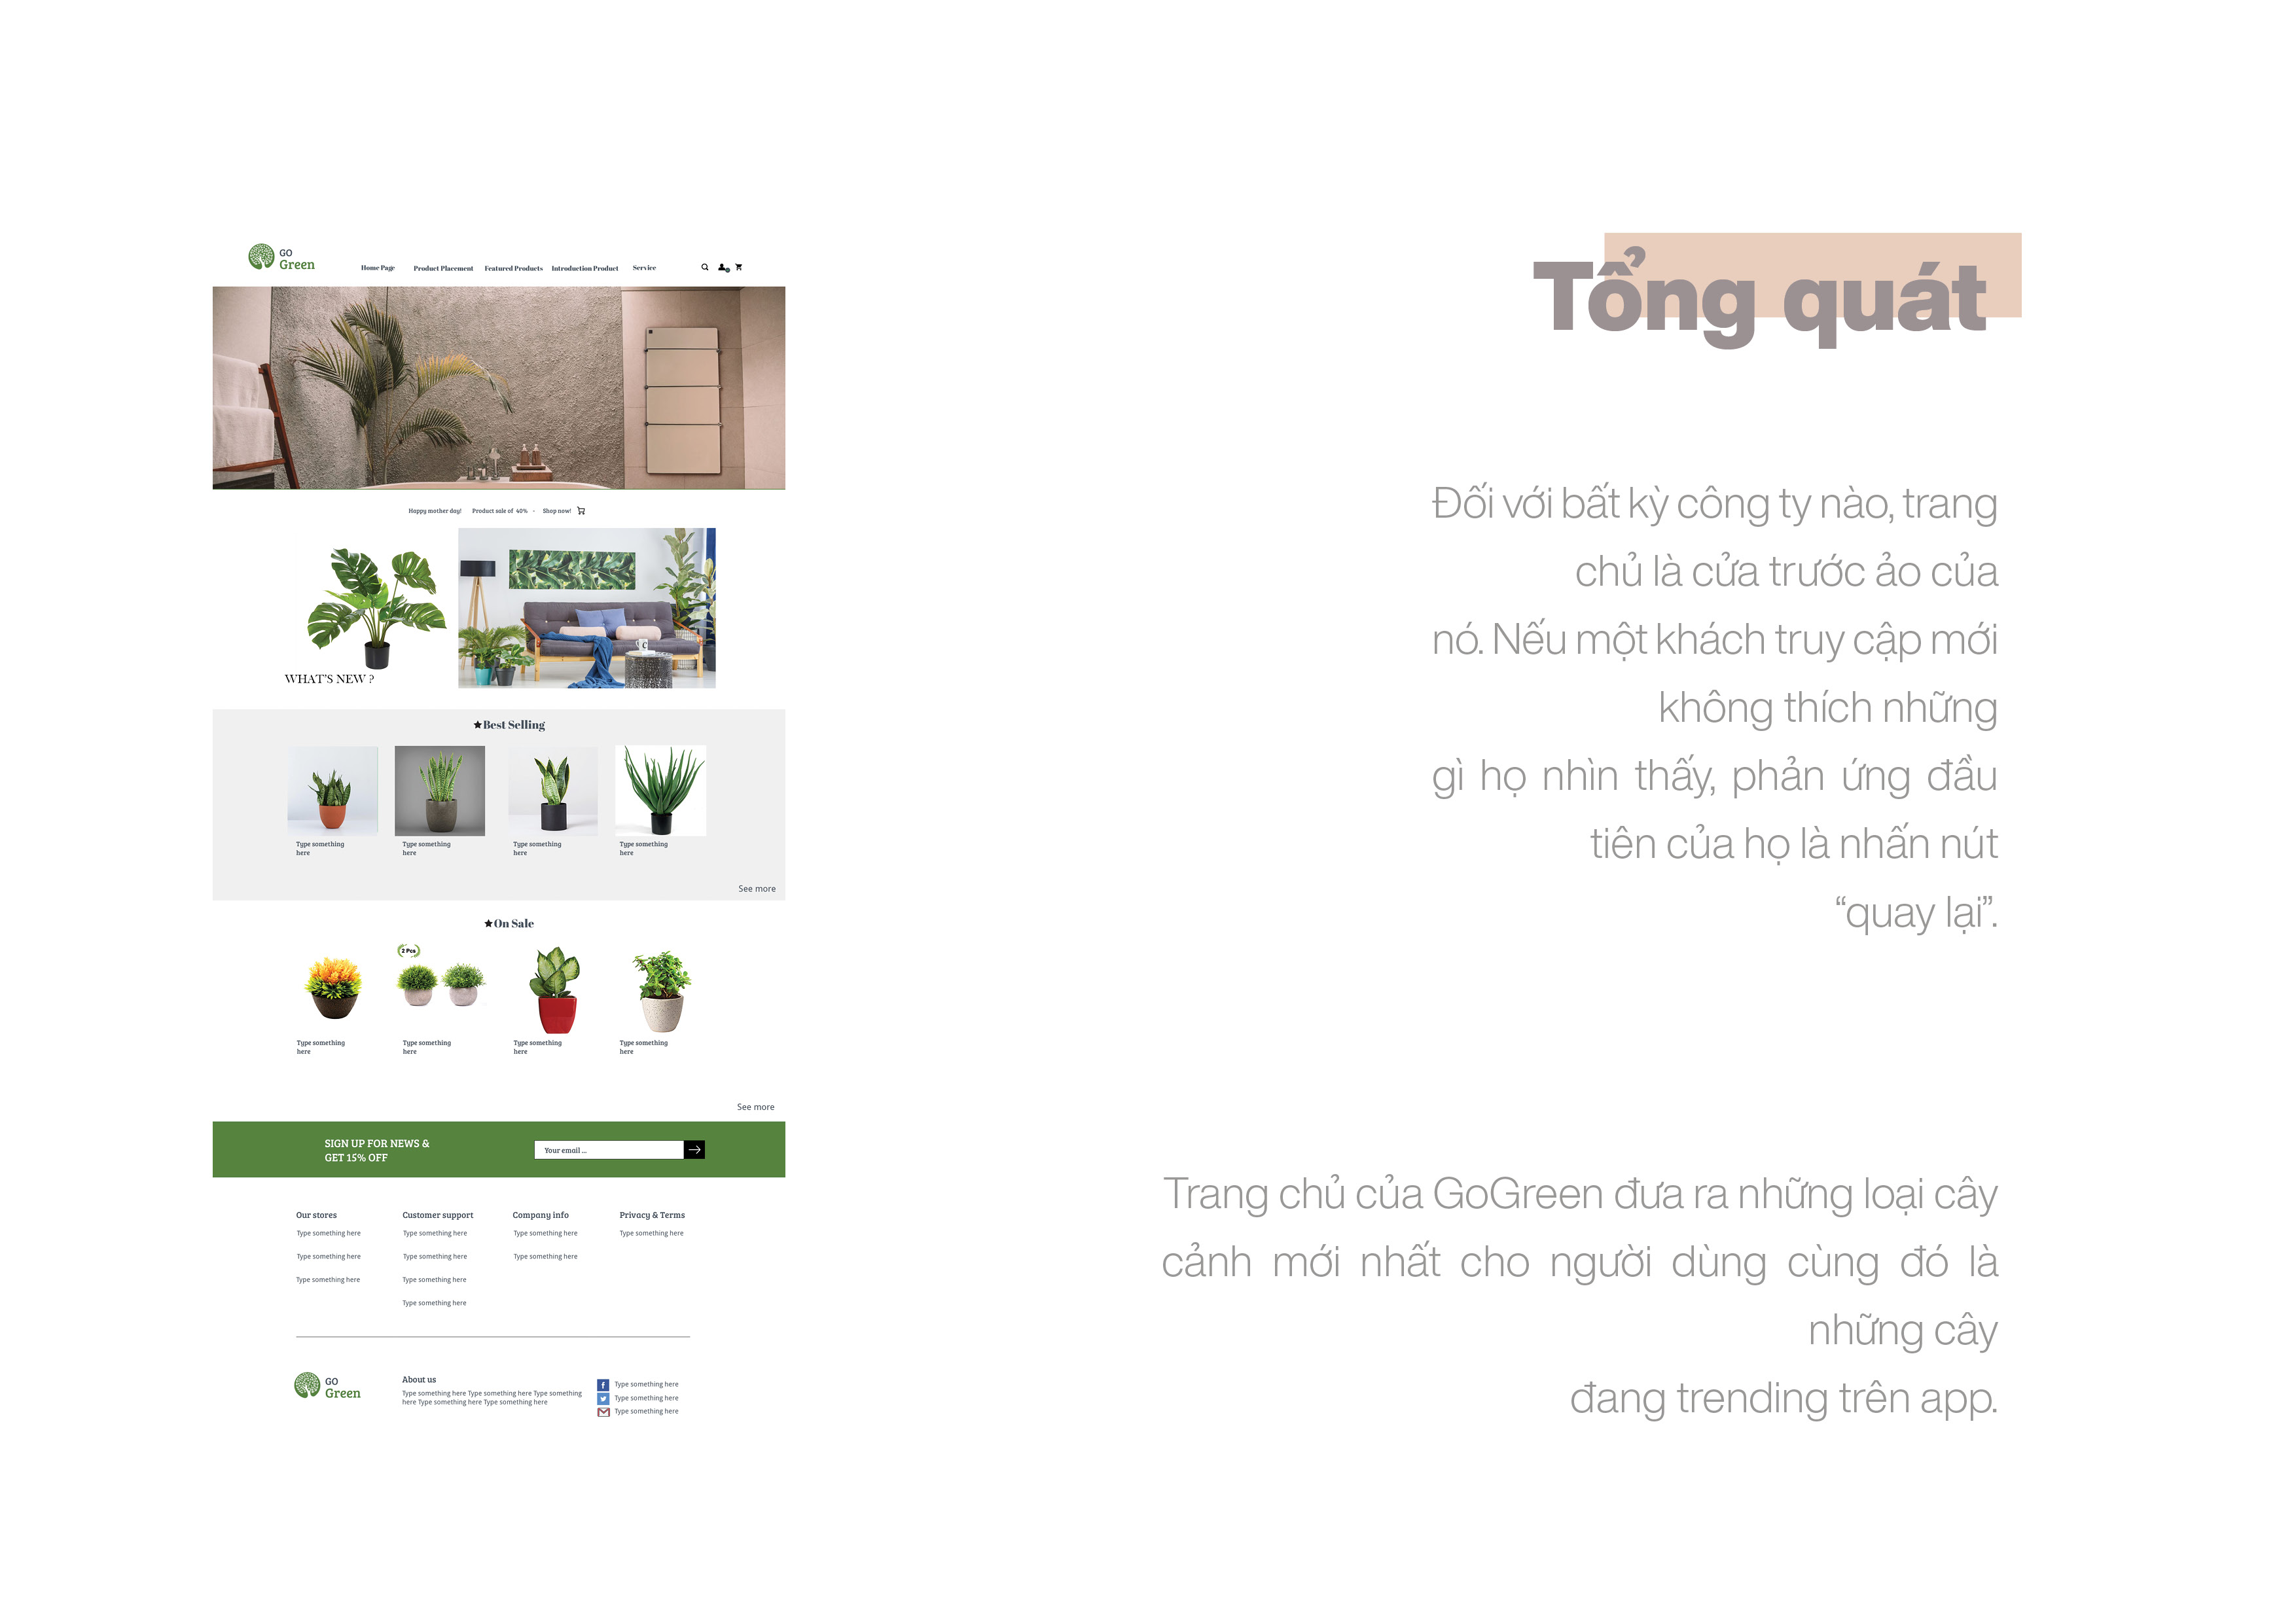 GO
Green
Home Page Product Placement Featured Products Introduction Product Service
Happy mother day! Product sale of 40% - Shop now!
WHAT'S NEW ?
Best Selling
Type something
here
Type something
here
Type something
here
Type something
here
See more
On Sale
2 Pcs
Type something
here
Type something
here
Type something
here
Type something
here
See more
SIGN UP FOR NEWS &
GET 15% OFF
Your email ...
Our stores
Type something here
Type something here
Type something here
Customer support
Type something here
Type something here
Type something here
Type something here
Company info
Type something here
Type something here
Privacy & Terms
Type something here
GO
Green
About us
Type something here Type something here Type something
here Type something here Type something here
Type something here
Type something here
Type something here
Tổng quát
Đối với bất kỳ công ty nào, trang
chủ là cửa trước ảo của
nó. Nếu một khách truy cập mới
không thích những
gì họ nhìn thấy, phản ứng đầu
tiên của họ là nhấn nút
“quay lại”.
Trang chủ của GoGreen đưa ra những loại cây
cảnh mới nhất cho người dùng cùng đó là
những cây
đang trending trên app.